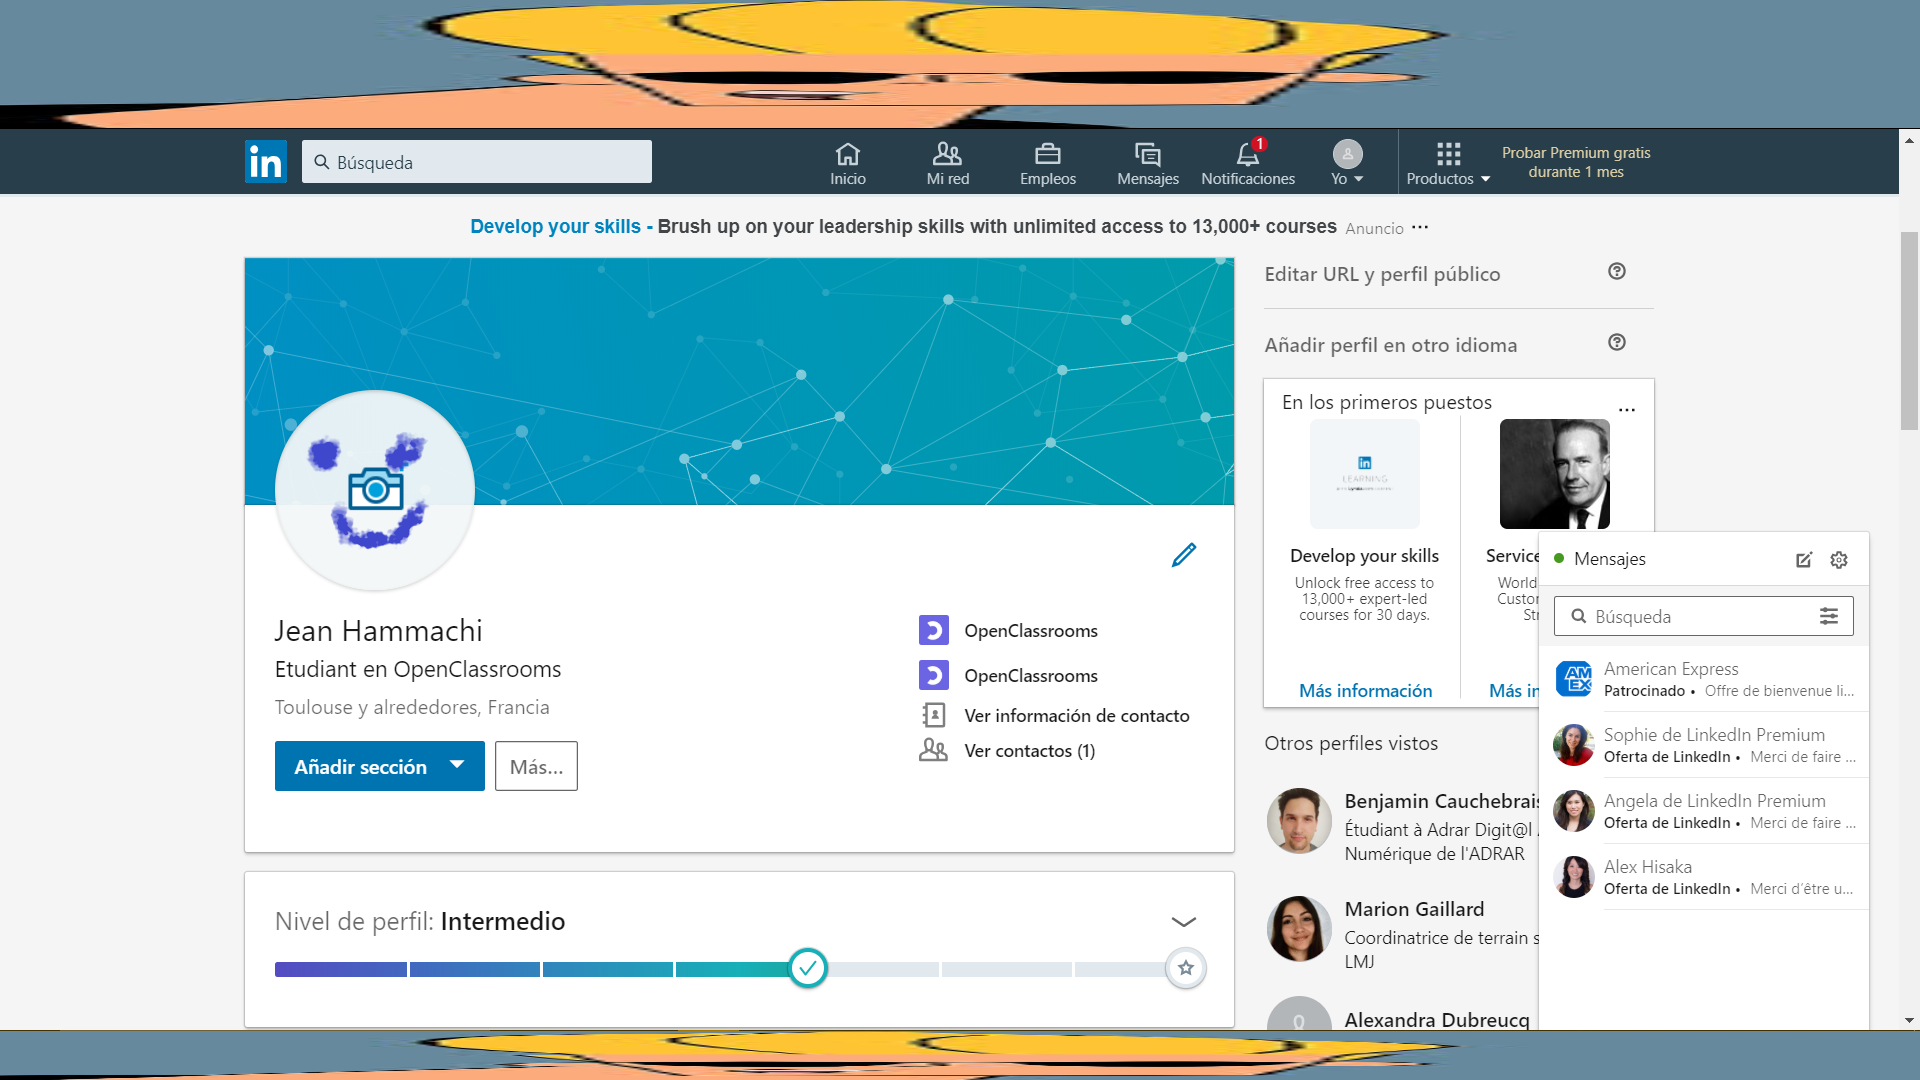 in
Búsqueda
Inicio
Mi red
Empleos
Mensajes
1
Notificaciones
Yo
Productos
Probar Premium gratis
durante 1 mes
Develop your skills - Brush up on your leadership skills with unlimited access to 13,000+ courses Anuncio ...
Jean Hammachi
Etudiant en OpenClassrooms
Toulouse y alrededores, Francia
Añadir sección
Más...
OpenClassrooms
OpenClassrooms
Ver información de contacto
Ver contactos (1)
Nivel de perfil: Intermedio
Editar URL y perfil público
Añadir perfil en otro idioma
En los primeros puestos
...
in
LEARNING
Develop your skills
Unlock free access to
13,000+ expert-led
courses for 30 days.
Más información
Service
World
Custo
St
Más in
Otros perfiles vistos
Benjamin Cauchebrais
Étudiant à Adrar Digit@l
Numérique de l'ADRAR
Marion Gaillard
Coordinatrice de terrain s
LMJ
Alexandra Dubreucq
Mensajes
Búsqueda
AM
EX
American Express
Patrocinado • Offre de bienvenue li...
Sophie de LinkedIn Premium
Oferta de LinkedIn • Merci de faire ...
Angela de LinkedIn Premium
Oferta de LinkedIn • Merci de faire ...
Alex Hisaka
Oferta de LinkedIn • Merci d'être u...